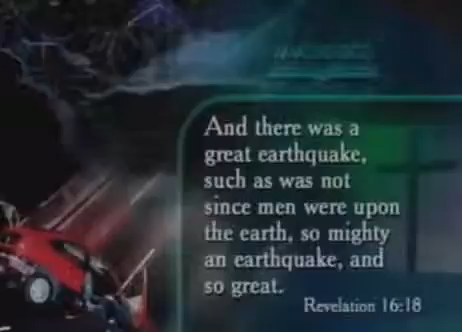 And there was a
great earthquake,
such as was not
since men were upon
the earth, so mighty
an earthquake, and
so great.
Revelation 16:18